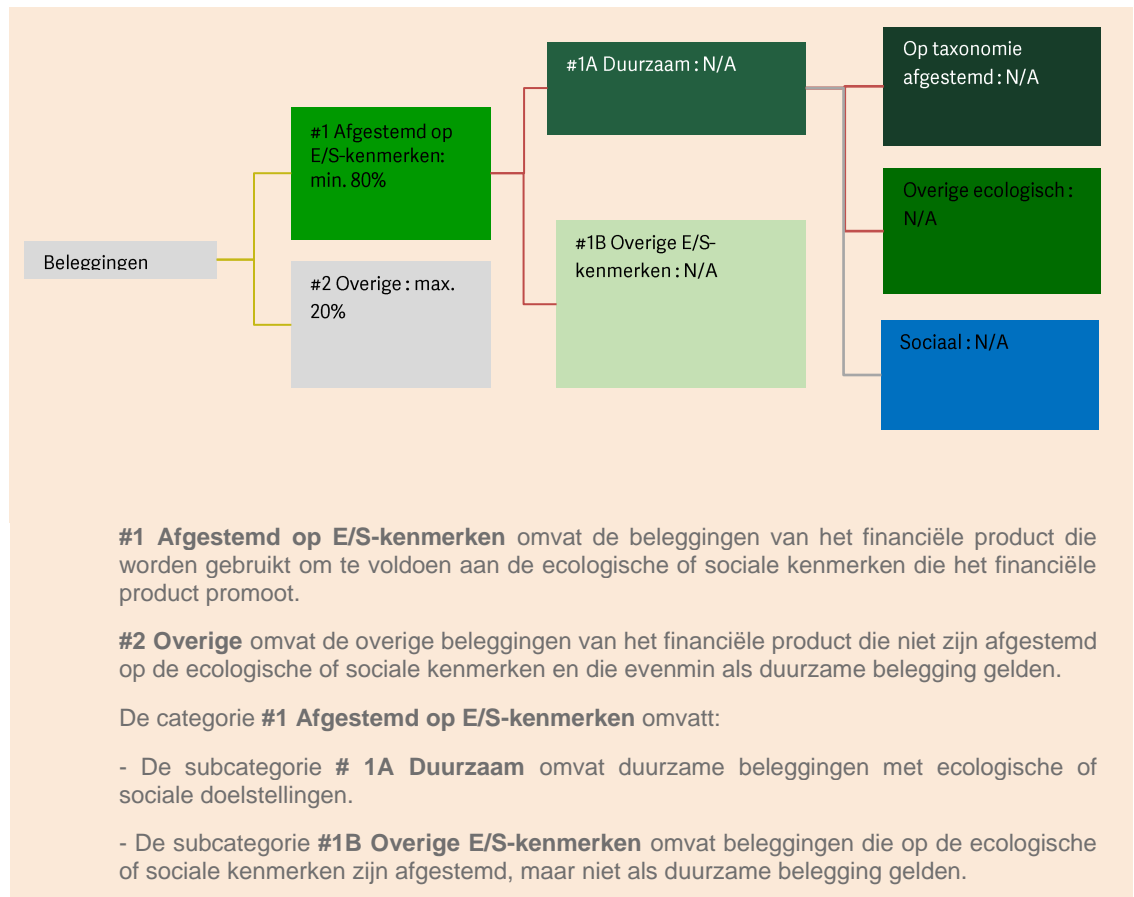 Beleggingen
#1 Afgestemd op
E/S-kenmerken:
min. 80%
#2 Overige : max.
20%
#1A Duurzaam : N/A
#1B Overige E/S-
kenmerken : N/A
Op taxonomie
afgestemd : N/A
Overige ecologisch :
N/A
Sociaal : N/A
#1 Afgestemd op E/S-kenmerken omvat de beleggingen van het financiële product die
worden gebruikt om te voldoen aan de ecologische of sociale kenmerken die het financiële
product promoot.
#2 Overige omvat de overige beleggingen van het financiële product die niet zijn afgestemd
op de ecologische of sociale kenmerken en die evenmin als duurzame belegging gelden.
De categorie #1 Afgestemd op E/S-kenmerken omvatt:
- De subcategorie # 1A Duurzaam omvat duurzame beleggingen met ecologische of
sociale doelstellingen.
- De subcategorie #1B Overige E/S-kenmerken omvat beleggingen die op de ecologische
of sociale kenmerken zijn afgestemd, maar niet als duurzame belegging gelden.